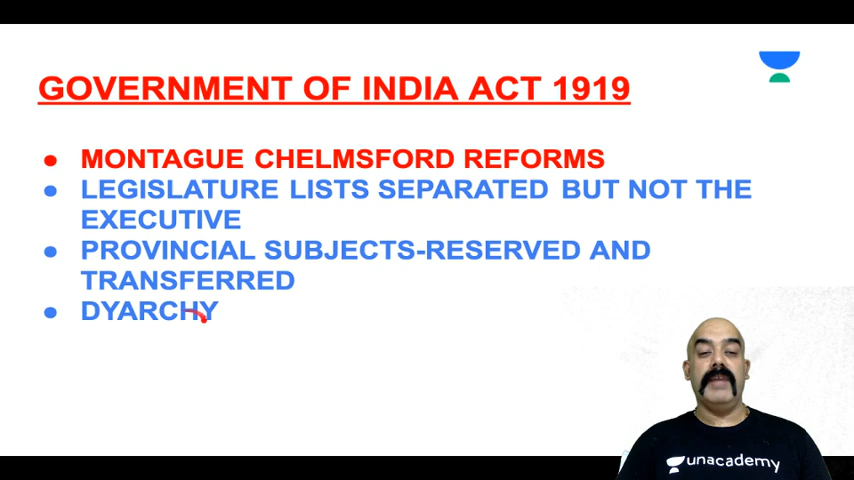 GOVERNMENT OF INDIA ACT 1919
● MONTAGUE CHELMSFORD REFORMS
● LEGISLATURE LISTS SEPARATED BUT NOT THE
EXECUTIVE
● PROVINCIAL SUBJECTS-RESERVED AND
TRANSFERRED
● DYARCHY
unacademy